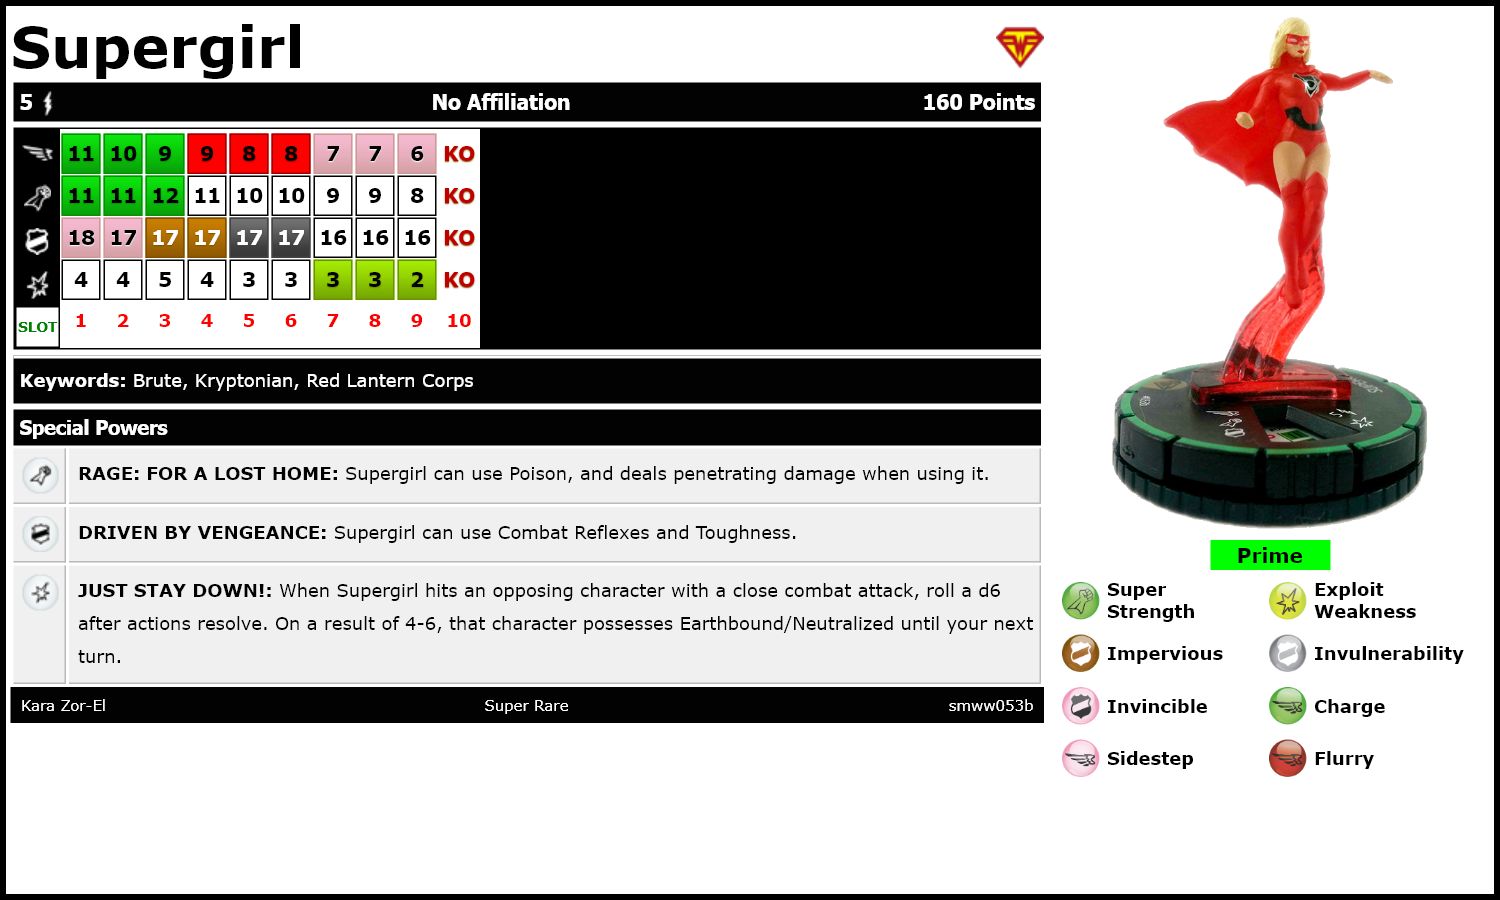 Supergirl
5 No Affiliation 160 Points
11 10 9 9 8 8 7 7 6 KO
11 11 12 11 10 10 9 9 8 KO
18 17 17 17 17 17 16 16 16 KO
4 4 5 4 3 3 3 3 2 KO
SLOT 1 2 3 4 5 6 7 8 9 10
Keywords: Brute, Kryptonian, Red Lantern Corps
Special Powers
RAGE: FOR A LOST HOME: Supergirl can use Poison, and deals penetrating damage when using it.
DRIVEN BY VENGEANCE: Supergirl can use Combat Reflexes and Toughness.
JUST STAY DOWN!: When Supergirl hits an opposing character with a close combat attack, roll a d6
after actions resolve. On a result of 4-6, that character possesses Earthbound/Neutralized until your next
turn.
Kara Zor-El Super Rare smww053b
Prime
Super
Strength
Exploit
Weakness
Impervious
Invulnerability
Invincible
Charge
Sidestep
Flurry